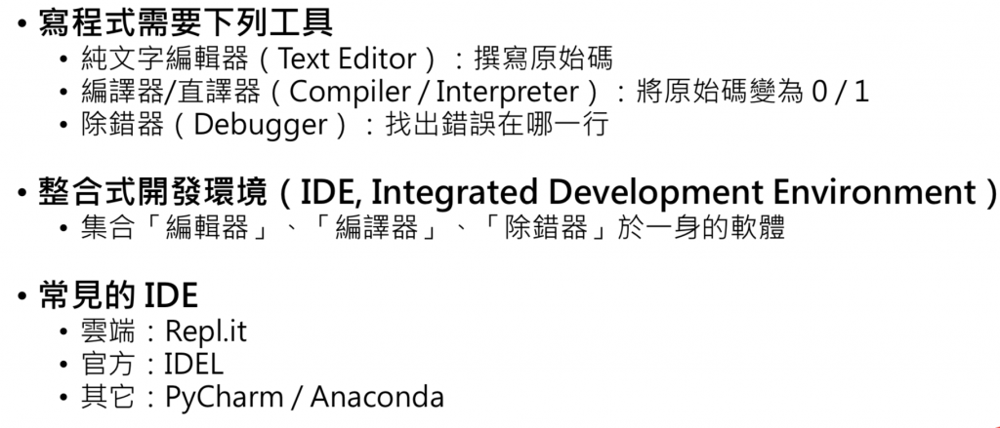 • 寫程式需要下列工具
• 純文字編輯器（Text Editor）：撰寫原始碼
• 編譯器/直譯器（Compiler / Interpreter）：將原始碼變為 0 / 1
• 除錯器（Debugger）：找出錯誤在哪一行
• 整合式開發環境（IDE, Integrated Development Environment）
• 集合「編輯器」、「編譯器」、「除錯器」於一身的軟體
• 常見的 IDE
• 雲端：Repl.it
• 官方：IDEL
• 其它：PyCharm / Anaconda